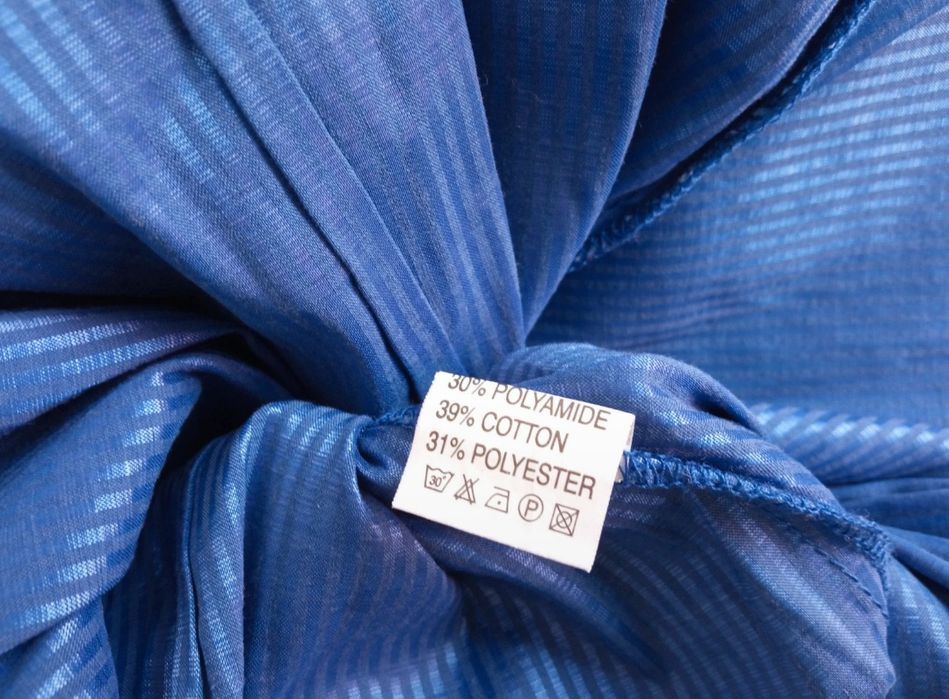 30% POLYAMIDE
39% COTTON
31% POLYESTER
30° P